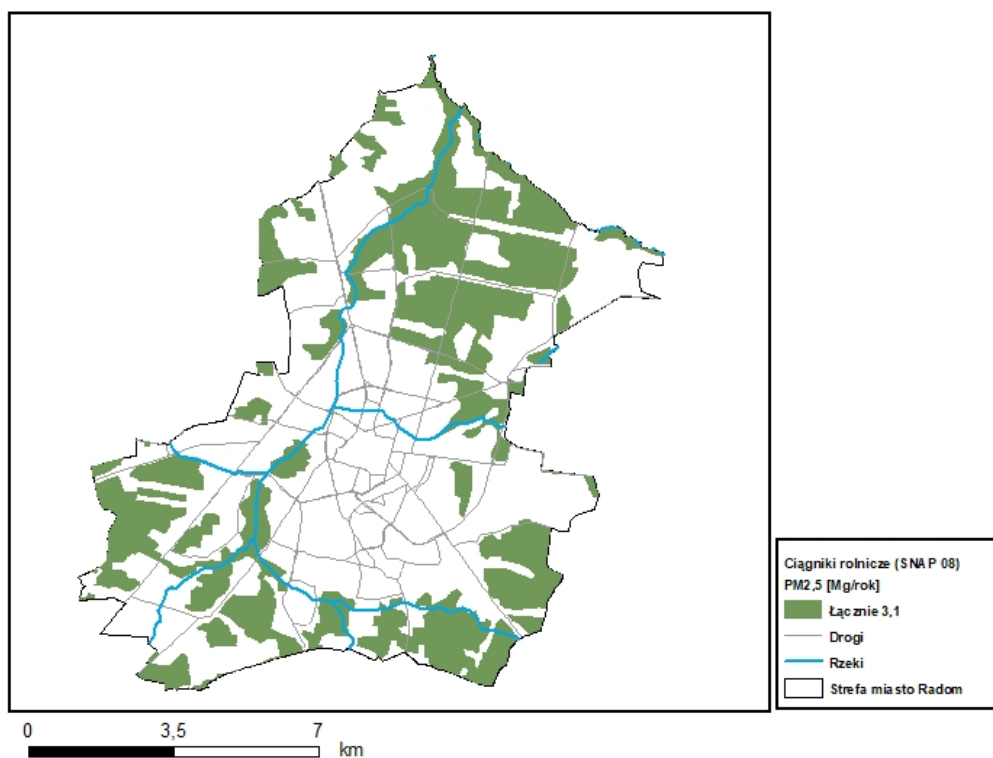 Ciągniki rolnicze (SNAP 08)
PM2,5 [Mg/rok]
Łącznie 3,1
Drogi
Rzeki
Strefa miasto Radom
0 3,5 7
km